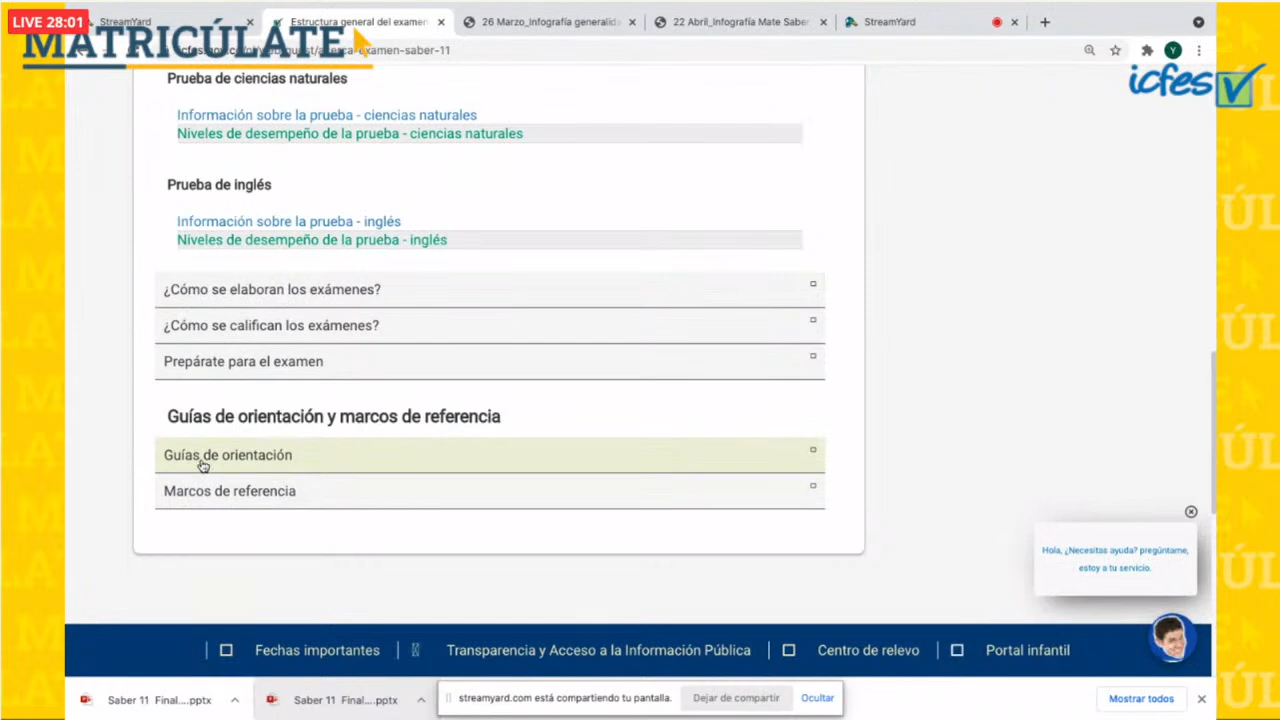 LIVE 28:01
StreamYard
Estructura general del examen
26 Marzo_Infografía generalida
22 Abril_Infografía Mate Saber
StreamYard
MATRICÚLATE
examen-saber-11
icfes
Prueba de ciencias naturales
Información sobre la prueba - ciencias naturales
Niveles de desempeño de la prueba - ciencias naturales
Prueba de inglés
Información sobre la prueba - inglés
Niveles de desempeño de la prueba - inglés
¿Cómo se elaboran los exámenes?
¿Cómo se califican los exámenes?
Prepárate para el examen
Guías de orientación y marcos de referencia
Guías de orientación
Marcos de referencia
Hola, ¿Necesitas ayuda? pregúntame,
estoy a tu servicio.
Fechas importantes
Transparencia y Acceso a la Información Pública
Centro de relevo
Portal infantil
Saber 11 Final....pptx
Saber 11 Final....pptx
streamyard.com está compartiendo tu pantalla.
Dejar de compartir
Ocultar
Mostrar todos